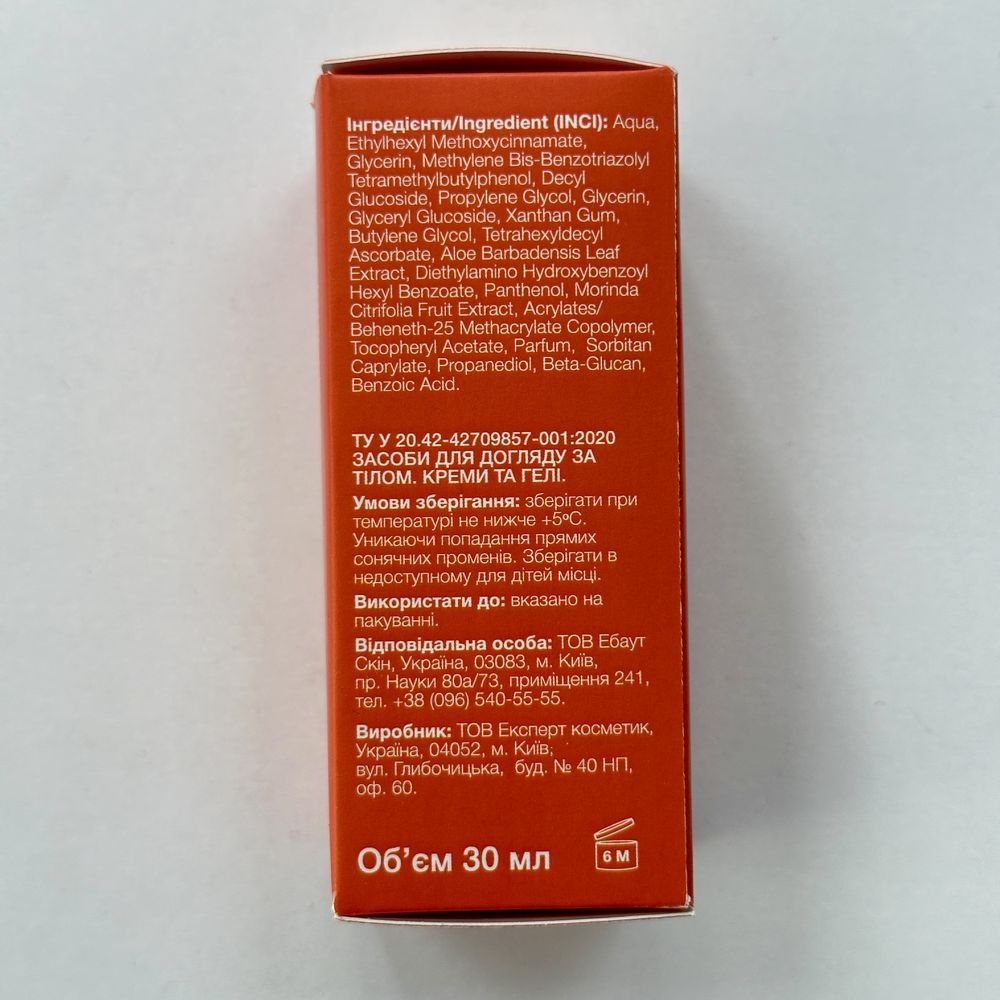 Інгредієнти/Ingredient (INCI): Aqua,
Ethylhexyl Methoxycinnamate,
Glycerin, Methylene Bis-Benzotriazolyl
Tetramethylbutylphenol, Decyl
Glucoside, Propylene Glycol, Glycerin,
Glyceryl Glucoside, Xanthan Gum,
Butylene Glycol, Tetrahexyldecyl
Ascorbate, Aloe Barbadensis Leaf
Extract, Diethylamino Hydroxybenzoyl
Hexyl Benzoate, Panthenol, Morinda
Citrifolia Fruit Extract, Acrylates/
Beheneth-25 Methacrylate Copolymer,
Tocopheryl Acetate, Parfum, Sorbitan
Caprylate, Propanediol, Beta-Glucan,
Benzoic Acid.
ТУ У 20.42-42709857-001:2020
ЗАСОБИ ДЛЯ ДОГЛЯДУ ЗА
ТІЛОМ. КРЕМИ ТА ГЕЛІ.
Умови зберігання: зберігати при
температурі не нижче +5ºС.
Уникаючи попадання прямих
сонячних променів. Зберігати в
недоступному для дітей місці.
Використати до: вказано на
пакуванні.
Відповідальна особа: ТОВ Ебаут
Скін, Україна, 03083, м. Київ,
пр. Науки 80а/73, приміщення 241,
тел. +38 (096) 540-55-55.
Виробник: ТОВ Експерт косметик,
Україна, 04052, м. Київ;
вул. Глибочицька, буд. № 40 НП,
оф. 60.
Об’єм 30 мл
6 M